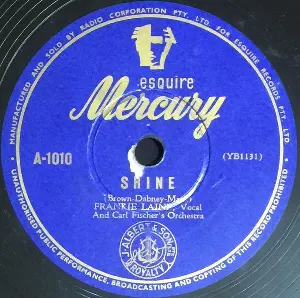 MANUFACTURED AND SOLD BY RADIO CORPORATION PTY. LTD. FOR ESQUIRE RECORDS PTY. LTD.
esquire
Mercury
A-1010
(YB1191)
SHINE
(Brown-Dabney-Mack)
FRANKIE LAINE Vocal
And Carl Fischer's Orchestra
J. ALBERT & SON
ROYALTY
UNAUTHORISED PUBLIC PERFORMANCE, BROADCASTING AND COPYING OF THIS RECORD PROHIBITED.